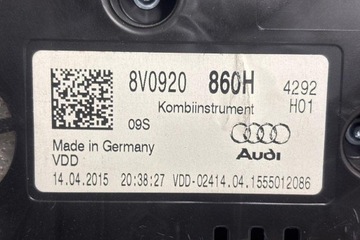 8V0920 860H 4292
Kombiinstrument H01
09S
Made in Germany
VDD
Audi
14.04.2015 20:38:27 VDD-02414.04.1555012086